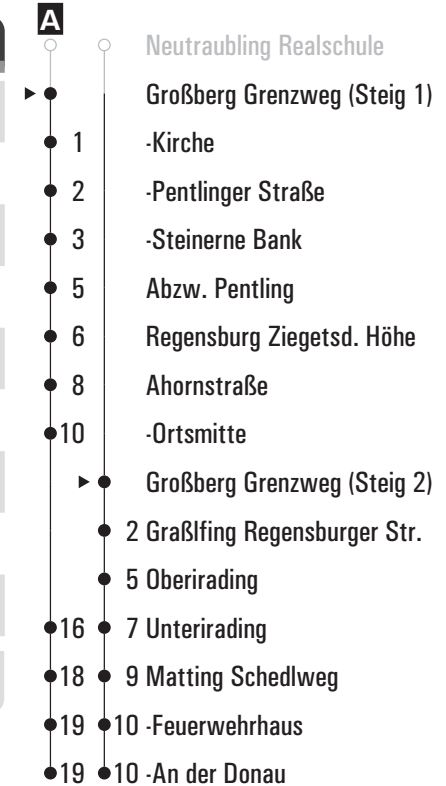 A
Neutraubling Realschule
Großberg Grenzweg (Steig 1)
1 -Kirche
2 -Pentlinger Straße
3 -Steinerne Bank
5 Abzw. Pentling
6 Regensburg Ziegetsd. Höhe
8 Ahornstraße
10 -Ortsmitte
Großberg Grenzweg (Steig 2)
2 Graßlfing Regensburger Str.
5 Oberirading
16 7 Unterirading
18 9 Matting Schedlweg
19 10 -Feuerwehrhaus
19 10 -An der Donau